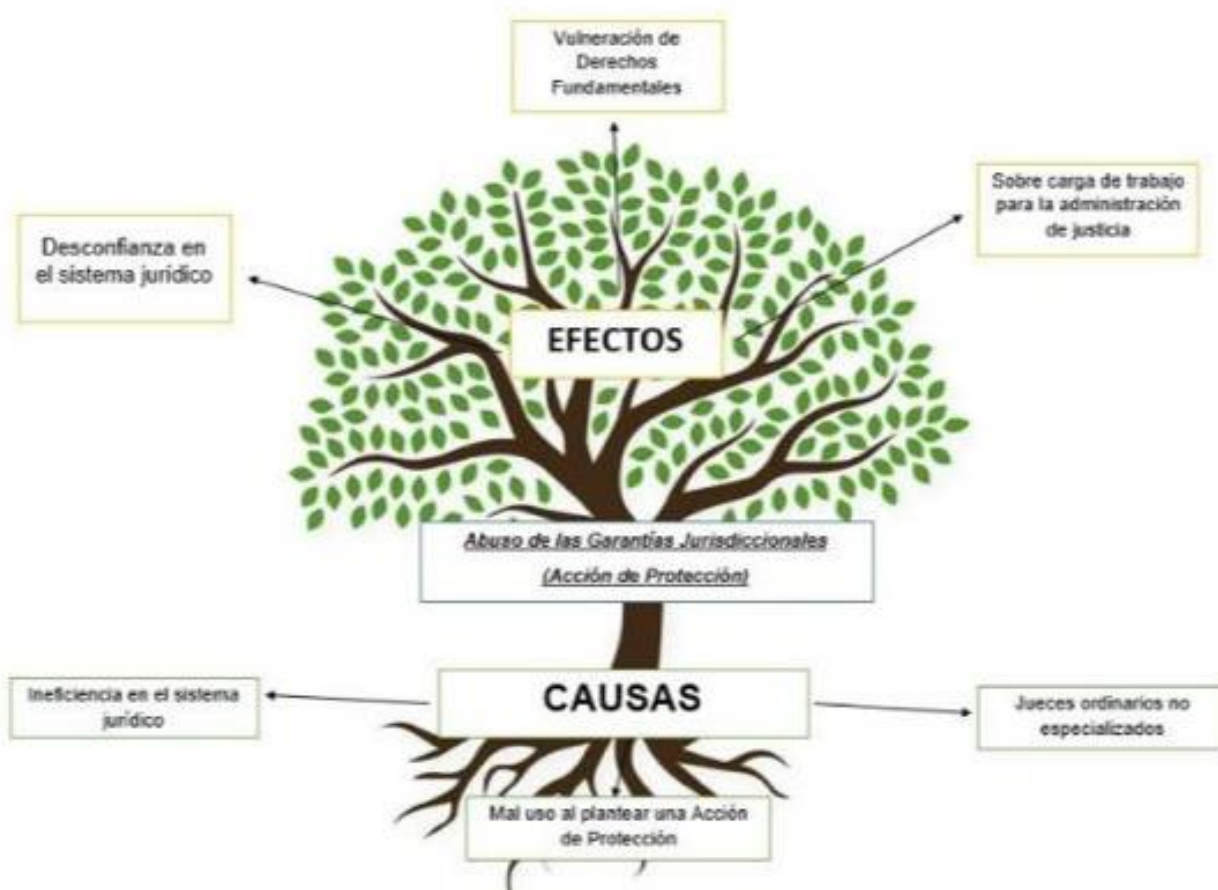 Vulneración de
Derechos
Fundamentales
Sobre carga de trabajo
para la administración
de justicia
Desconfianza en
el sistema jurídico
EFECTOS
Abuso de las Garantías Jurisdiccionales
(Acción de Protección)
CAUSAS
Ineficiencia en el sistema
jurídico
Jueces ordinarios no
especializados
Mal uso al plantear una Acción
de Protección